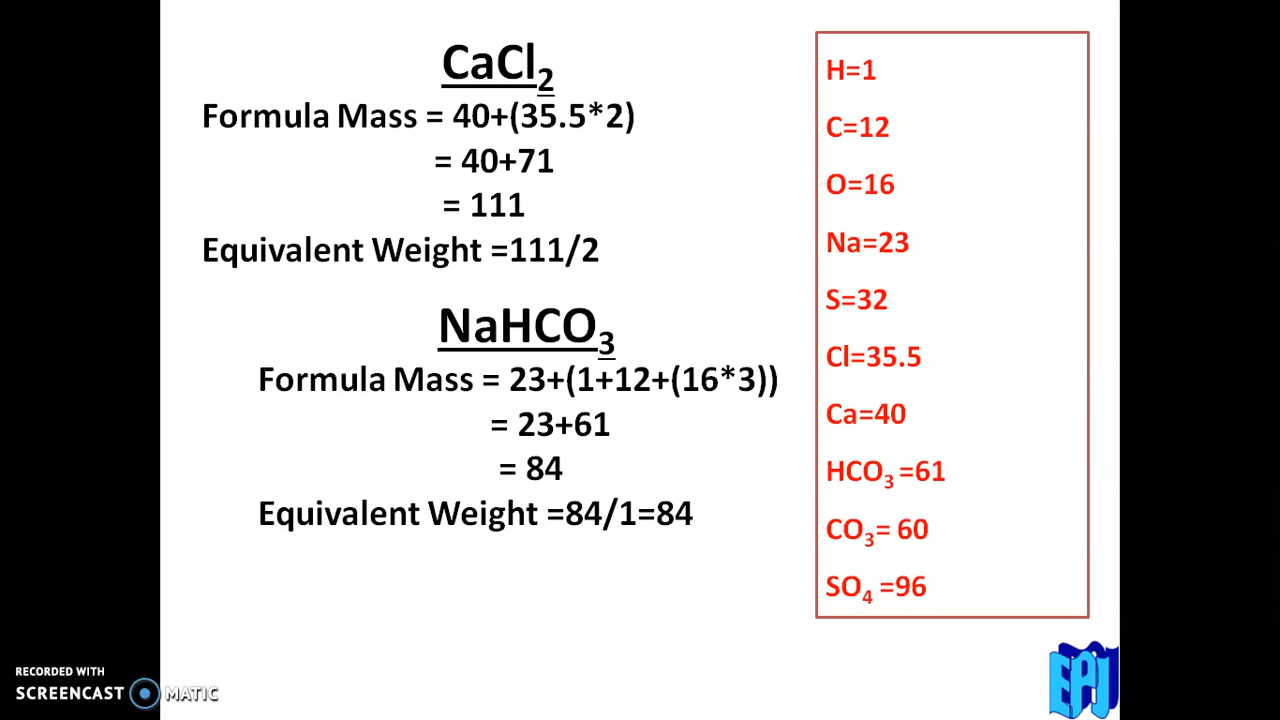 CaCl₂
Formula Mass = 40+(35.5*2)
= 40+71
= 111
Equivalent Weight =111/2
NaHCO₃
Formula Mass = 23+(1+12+(16*3))
= 23+61
= 84
Equivalent Weight =84/1=84
H=1
C=12
O=16
Na=23
S=32
Cl=35.5
Ca=40
HCO₃ =61
CO₃= 60
SO₄ =96
RECORDED WITH
SCREENCAST MATIC
EPJ